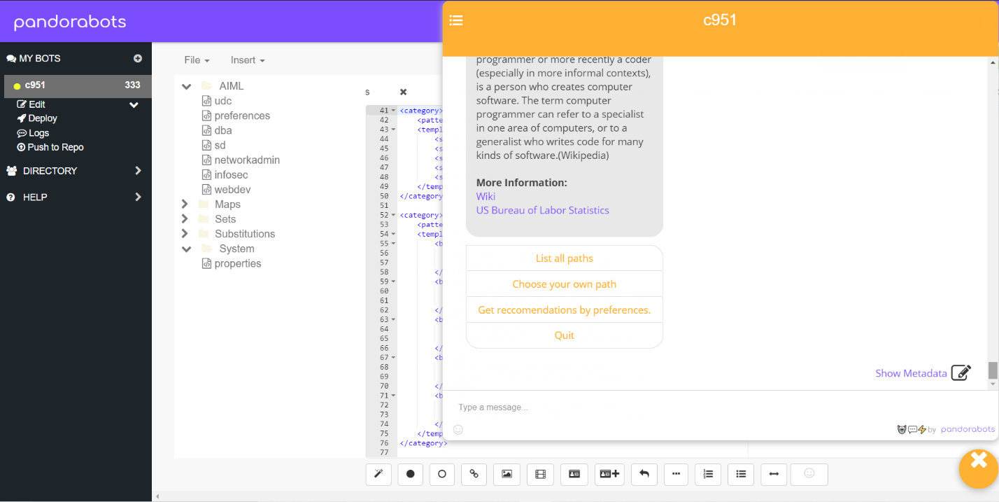 pandorabots
MY BOTS
c951 333
Edit
Deploy
Logs
Push to Repo
DIRECTORY
HELP
File
Insert
AIML
udc
preferences
dba
sd
networkadmin
infosec
webdev
Maps
Sets
Substitutions
System
properties
s
41 <category>
42 <patte
43 <templ
44 <s
45 <s
46 <s
47 <s
48 <s
49 </temp
50 </category
51
52 <category>
53 <patte
54 <templ
55 <b
56
57
58 </
59 <b
60
61
62 </
63 <b
64
65
66 </
67 <b
68
69
70 </
71 <b
72
73
74 </
75 </temp
76 </category>
77
c951
programmer or more recently a coder
(especially in more informal contexts),
is a person who creates computer
software. The term computer
programmer can refer to a specialist
in one area of computers, or to a
generalist who writes code for many
kinds of software.(Wikipedia)
More Information:
Wiki
US Bureau of Labor Statistics
List all paths
Choose your own path
Get reccomendations by preferences.
Quit
Show Metadata
Type a message...
by pandorabots